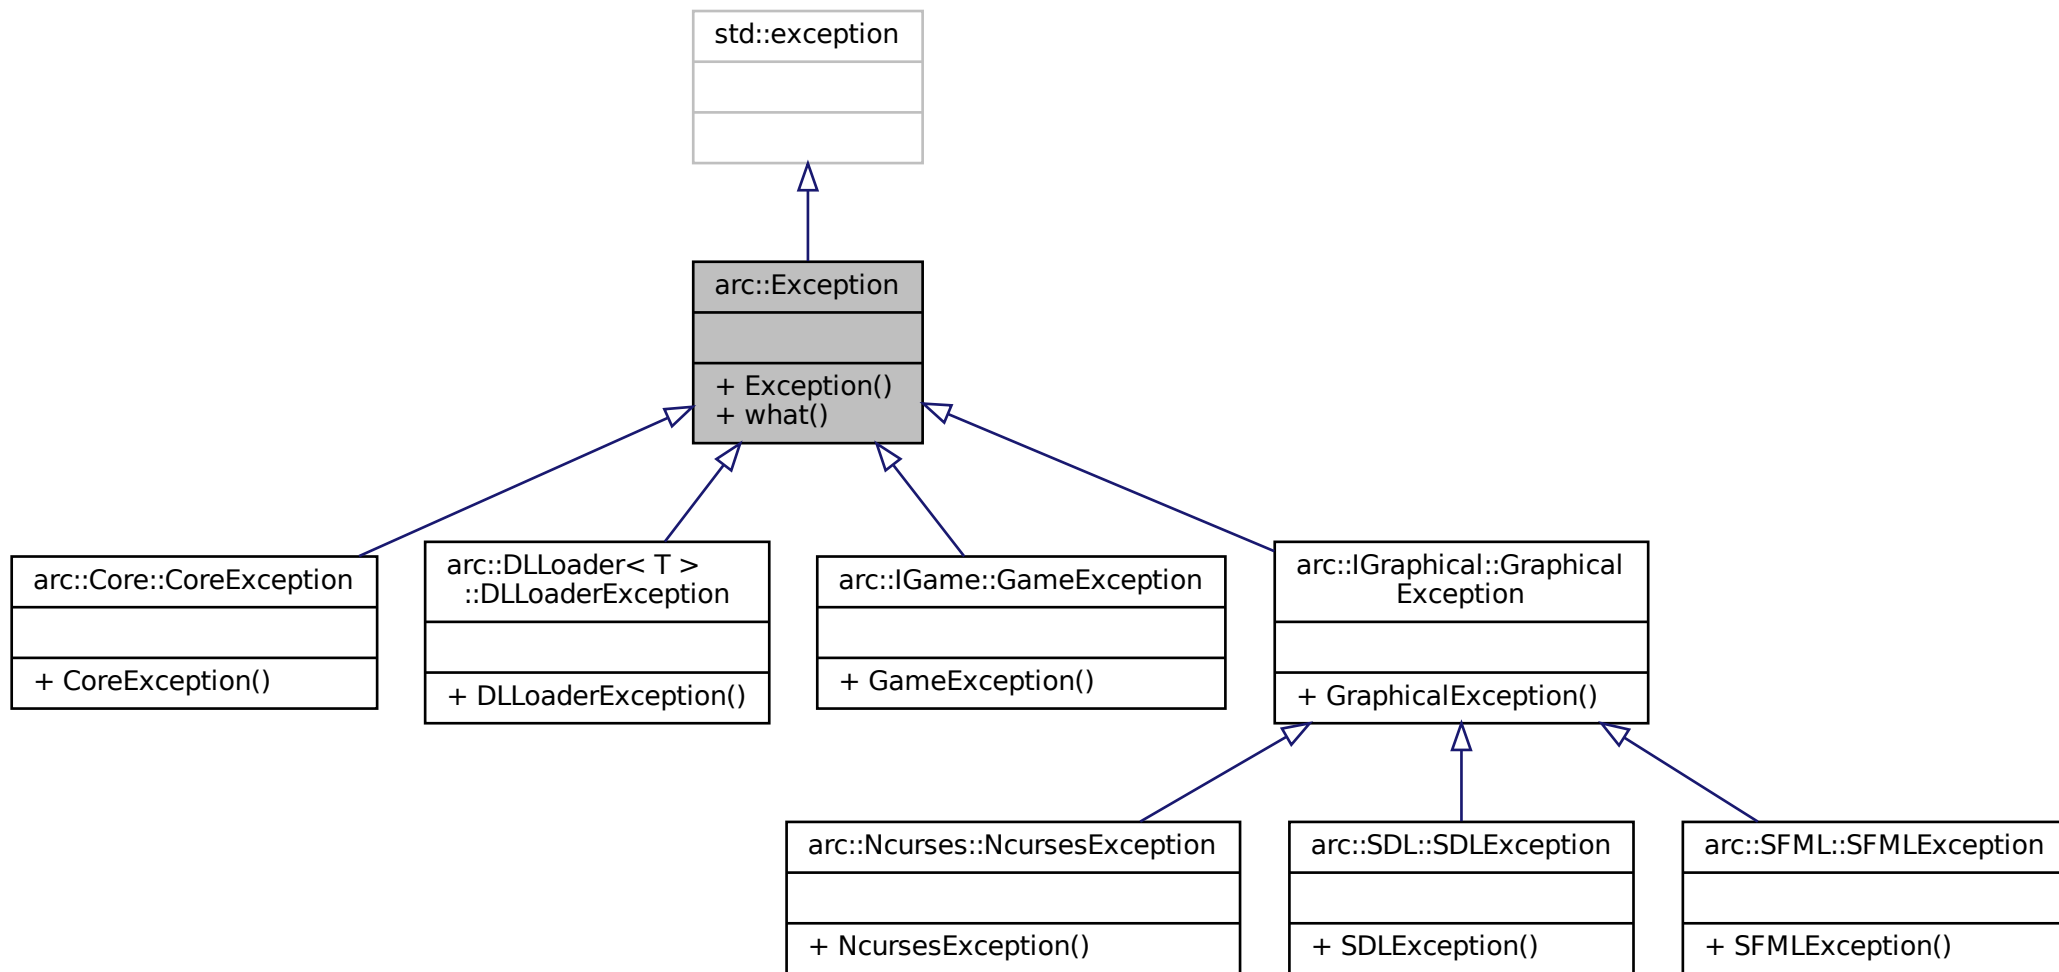 std::exception
arc::Exception
+ Exception()
+ what()
arc::Core::CoreException
+ CoreException()
arc::DLLoader< T >
::DLLoaderException
+ DLLoaderException()
arc::IGame::GameException
+ GameException()
arc::IGraphical::Graphical
Exception
+ GraphicalException()
arc::Ncurses::NcursesException
+ NcursesException()
arc::SDL::SDLException
+ SDLException()
arc::SFML::SFMLException
+ SFMLException()